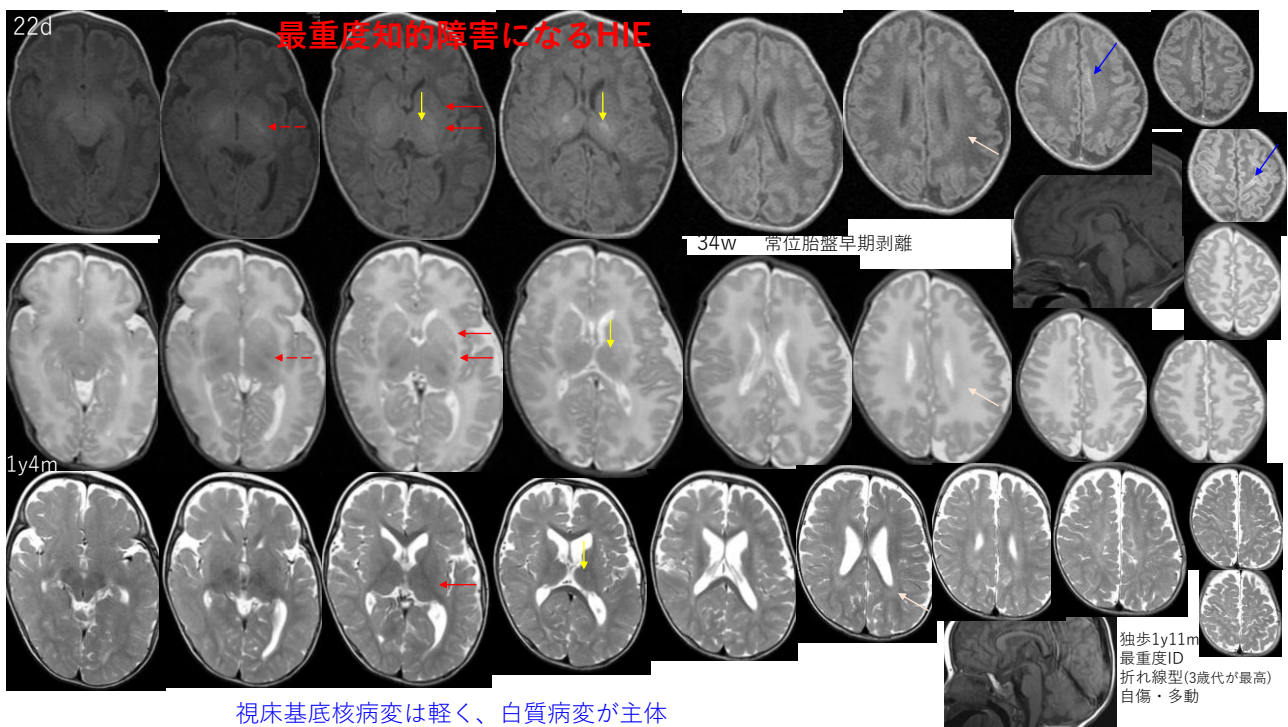 22d
最重度知的障害になるHIE
34w 常位胎盤早期剥離
1y4m
独歩1y11m
最重度ID
折れ線型(3歳代が最高)
自傷・多動
視床基底核病変は軽く、白質病変が主体